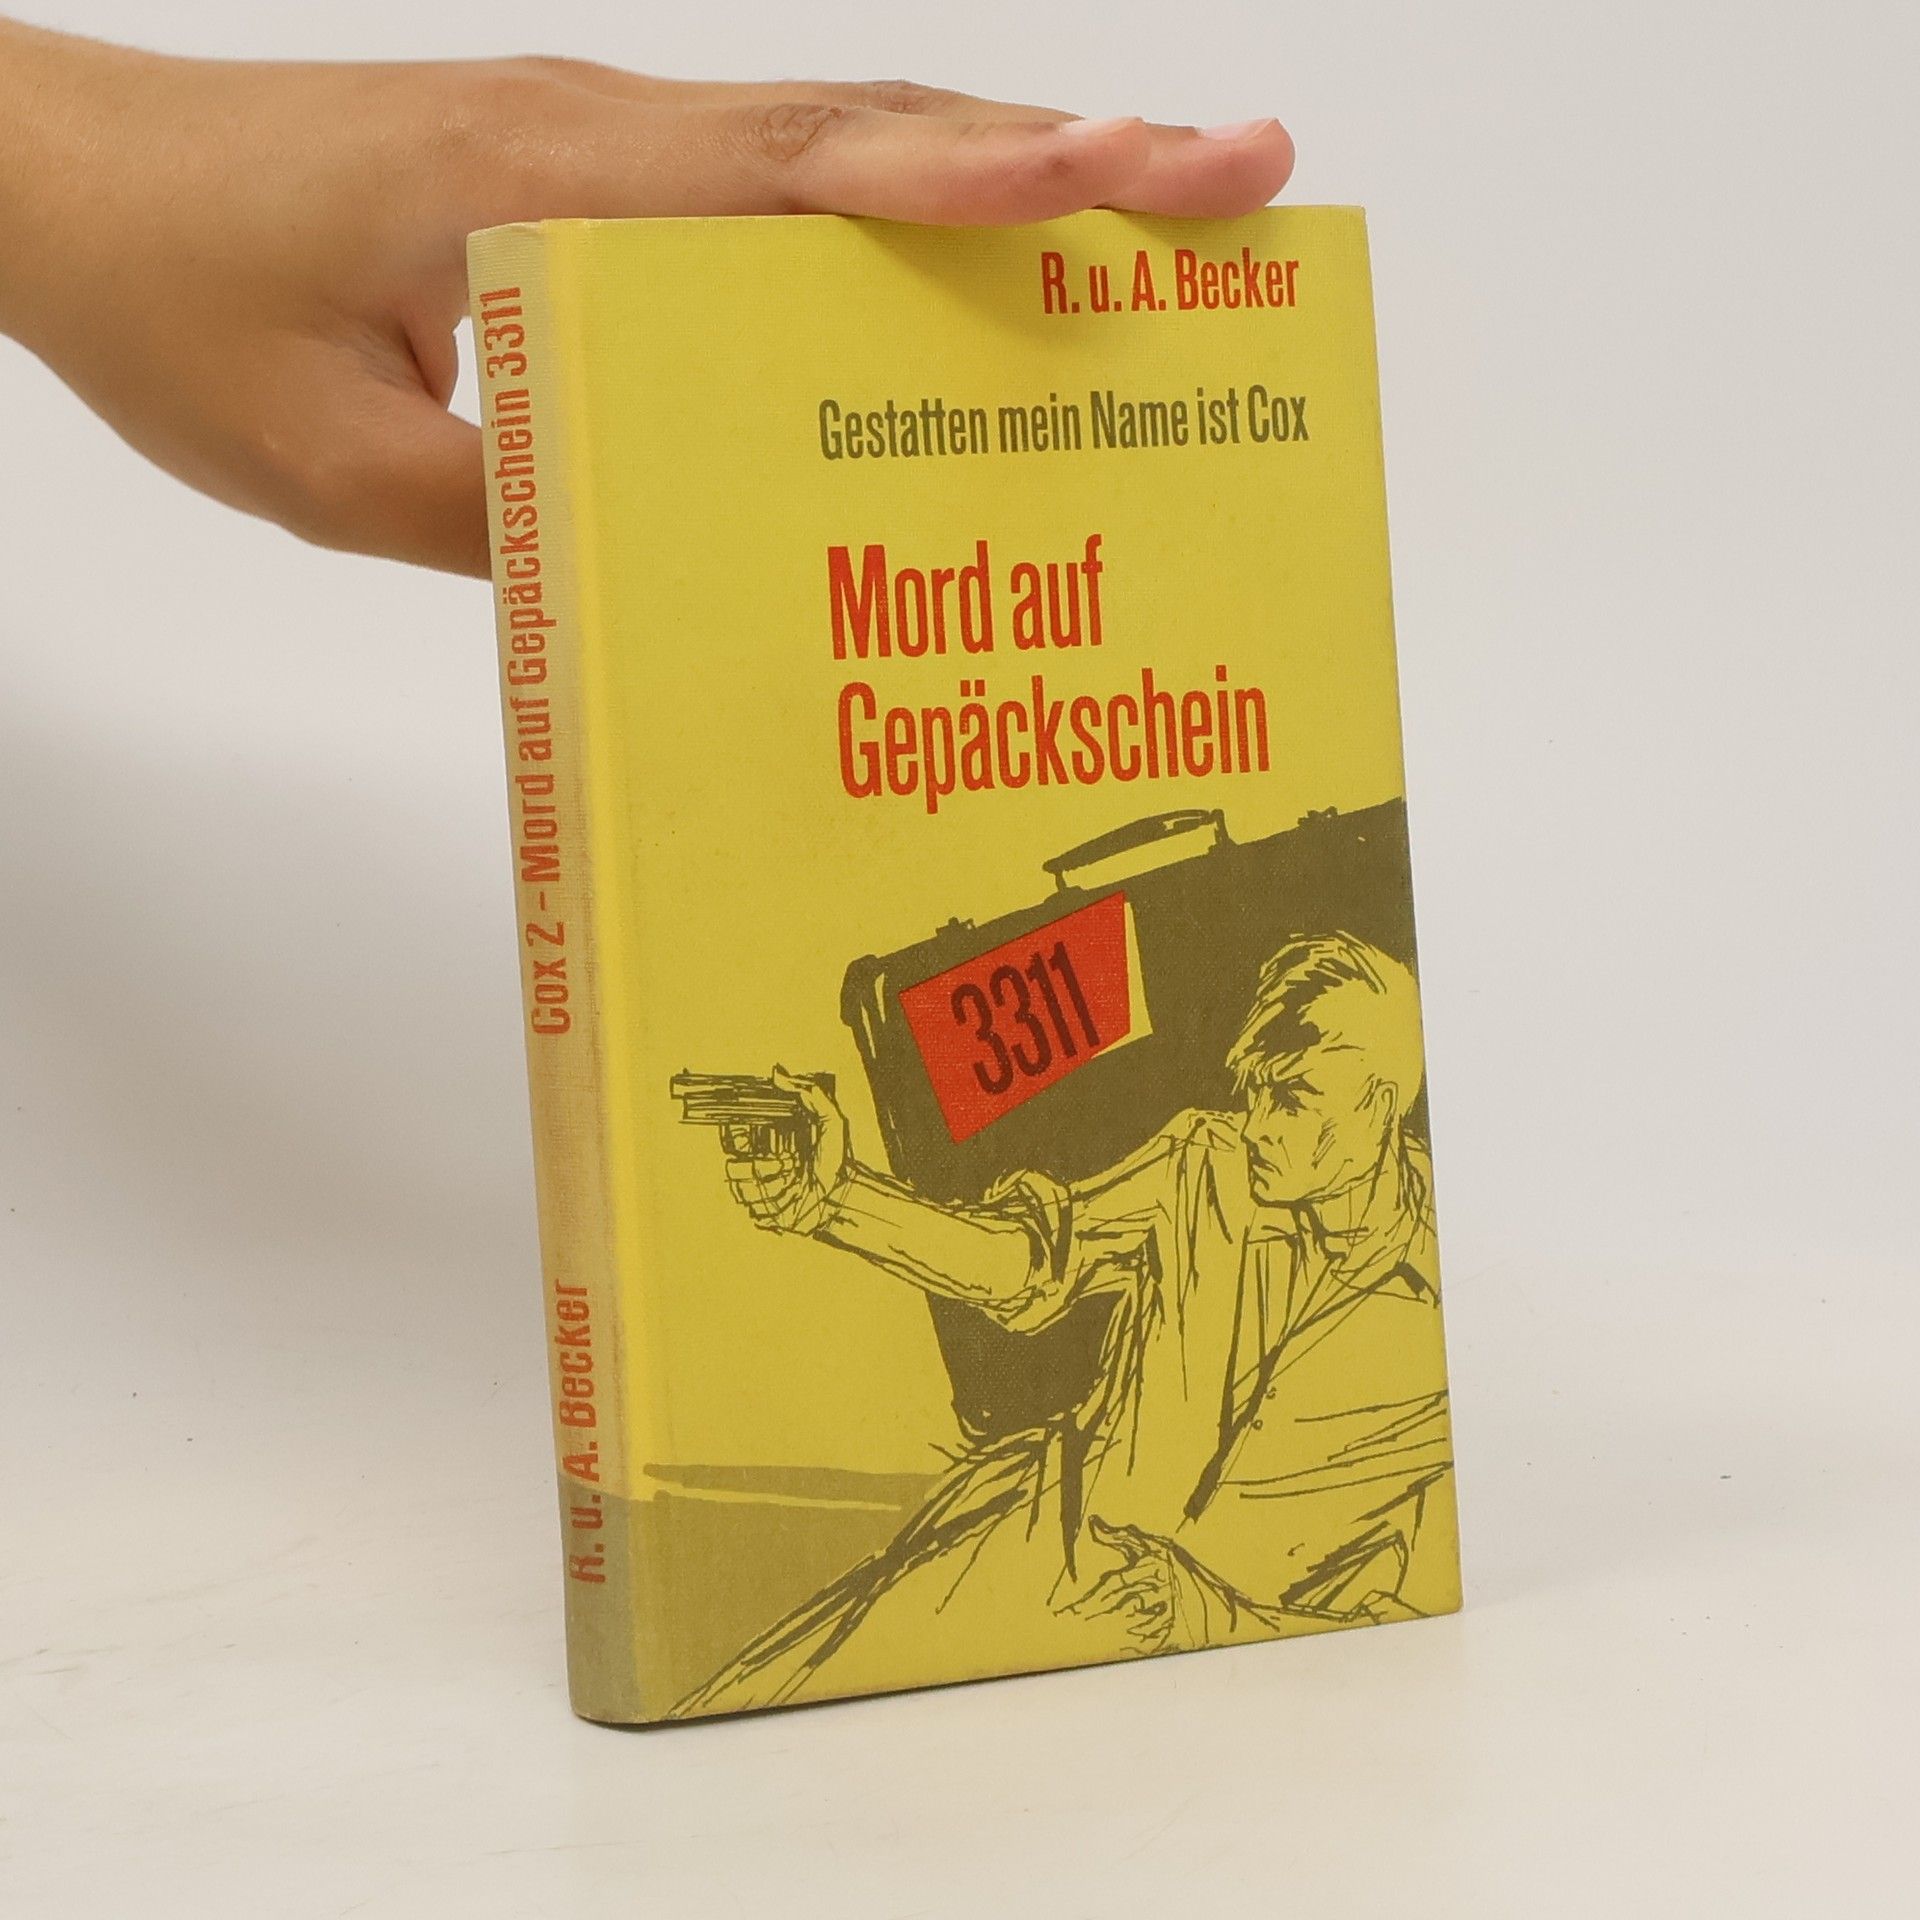 R. u. A. Becker
Gestatten mein Name ist Cox
Mord auf
Gepäckschein
3311
Cox 2 – Mord auf Gepäckschein 3311
R. u. A. Becker